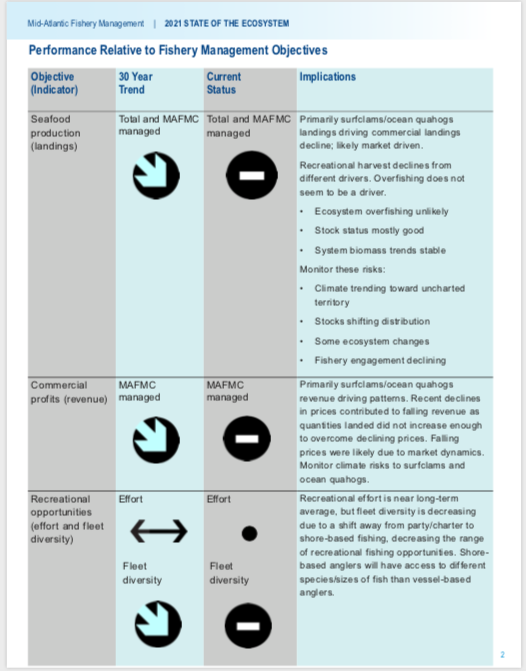 Mid-Atlantic Fishery Management | 2021 STATE OF THE ECOSYSTEM
Performance Relative to Fishery Management Objectives
Objective
(Indicator)
30 Year
Trend
Current
Status
Implications
Seafood
production
(landings)
Total and MAFMC
managed
Total and MAFMC
managed
Primarily surfclams/ocean quahogs
landings driving commercial landings
decline; likely market driven.
Recreational harvest declines from
different drivers. Overfishing does not
seem to be a driver.
• Ecosystem overfishing unlikely
• Stock status mostly good
• System biomass trends stable
Monitor these risks:
• Climate trending toward uncharted
territory
• Stocks shifting distribution
• Some ecosystem changes
• Fishery engagement declining
Commercial
profits (revenue)
MAFMC
managed
MAFMC
managed
Primarily surfclams/ocean quahogs
revenue driving patterns. Recent declines
in prices contributed to falling revenue as
quantities landed did not increase enough
to overcome declining prices. Falling
prices were likely due to market dynamics.
Monitor climate risks to surfclams and
ocean quahogs.
Recreational
opportunities
(effort and fleet
diversity)
Effort
Fleet
diversity
Effort
Fleet
diversity
Recreational effort is near long-term
average, but fleet diversity is decreasing
due to a shift away from party/charter to
shore-based fishing, decreasing the range
of recreational fishing opportunities. Shore-
based anglers will have access to different
species/sizes of fish than vessel-based
anglers.
2